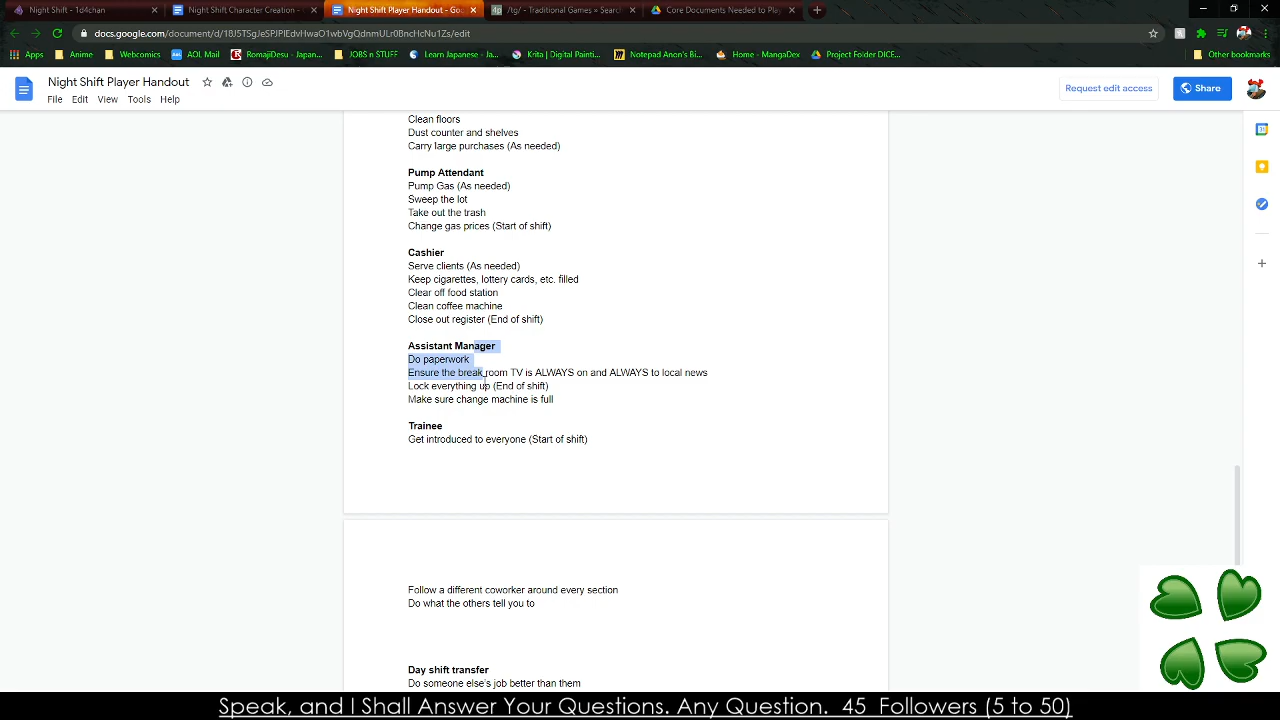 Night Shift - 1d4chan
Night Shift Character Creation -
Night Shift Player Handout - Goo
/tg/ - Traditional Games » Search
Core Documents Needed to Play
docs.google.com/document/d/
/edit
Apps
Anime
Webcomics
AOL Mail
RomajiDesu - Japan...
JOBS n STUFF
Learn Japanese - Ja...
Krita | Digital Painti...
Notepad Anon's Bi...
Home - MangaDex
Project Folder DICE...
Other bookmarks
Night Shift Player Handout
File Edit View Tools Help
Request edit access
Share
Clean floors
Dust counter and shelves
Carry large purchases (As needed)
Pump Attendant
Pump Gas (As needed)
Sweep the lot
Take out the trash
Change gas prices (Start of shift)
Cashier
Serve clients (As needed)
Keep cigarettes, lottery cards, etc. filled
Clear off food station
Clean coffee machine
Close out register (End of shift)
Assistant Manager
Do paperwork
Ensure the break room TV is ALWAYS on and ALWAYS to local news
Lock everything up (End of shift)
Make sure change machine is full
Trainee
Get introduced to everyone (Start of shift)
Follow a different coworker around every section
Do what the others tell you to
Day shift transfer
Do someone else's job better than them
Speak, and I Shall Answer Your Questions. Any Question. 45 Followers (5 to 50)